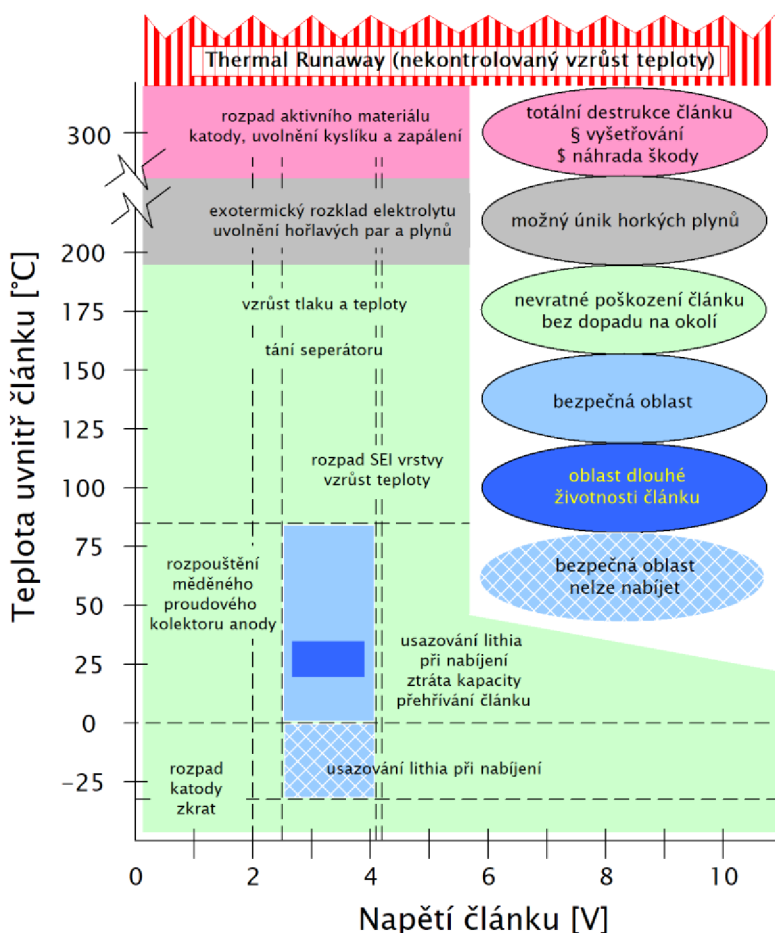 Thermal Runaway (nekontrolovaný vzrůst teploty)
rozpad aktivního materiálu
katody, uvolnění kyslíku a zapálení
totální destrukce článku
§ vyšetřování
$ náhrada škody
exotermický rozklad elektrolytu
uvolnění hořlavých par a plynů
možný únik horkých plynů
vzrůst tlaku a teploty
tání seperátoru
nevratné poškození článku
bez dopadu na okolí
bezpečná oblast
rozpad SEI vrstvy
vzrůst teploty
oblast dlouhé
životnosti článku
rozpouštění
měděného
proudového
kolektoru anody
bezpečná oblast
nelze nabíjet
usazování lithia
při nabíjení
ztráta kapacity
přehřívání článku
rozpad
katody
zkrat
usazování lithia při nabíjení
Teplota uvnitř článku [°C]
300
200
175
150
125
100
75
50
25
0
-25
0
2
4
6
8
10
Napětí článku [V]